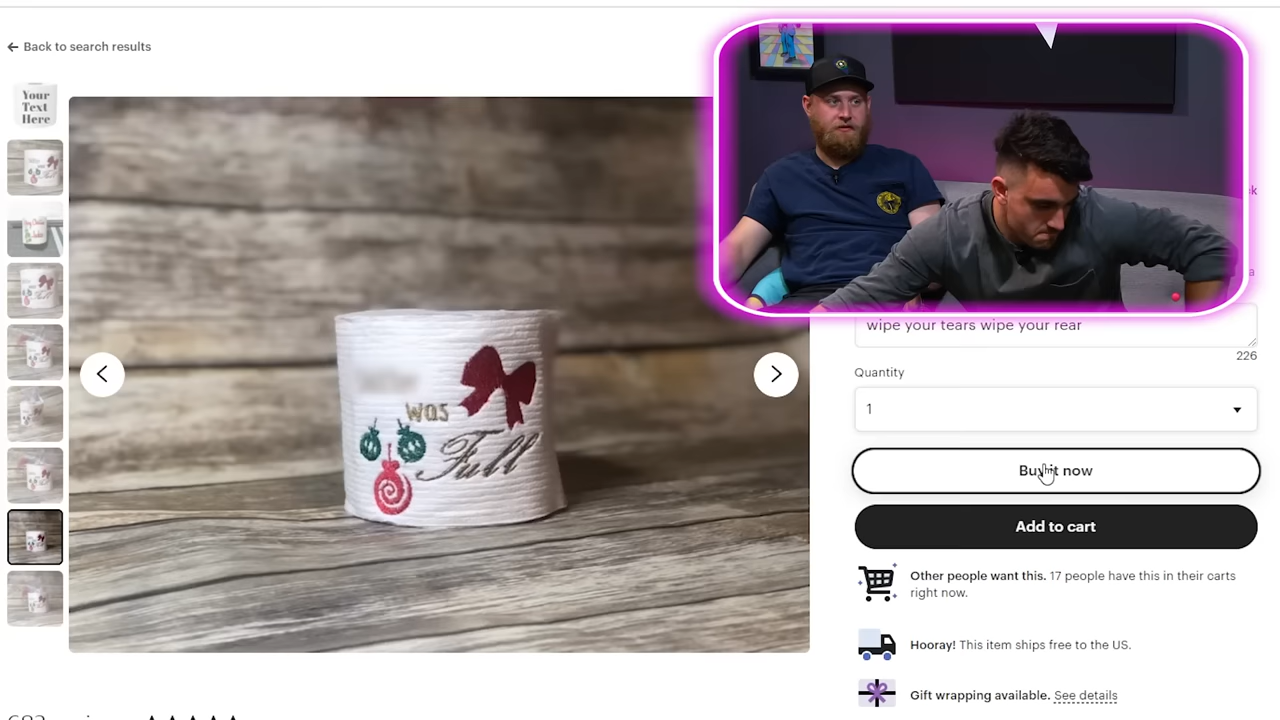 Back to search results
Your
Text
Here
was
Full
wipe your tears wipe your rear
226
Quantity
1
Buy it now
Add to cart
Other people want this. 17 people have this in their carts
right now.
Hooray! This item ships free to the US.
Gift wrapping available. See details